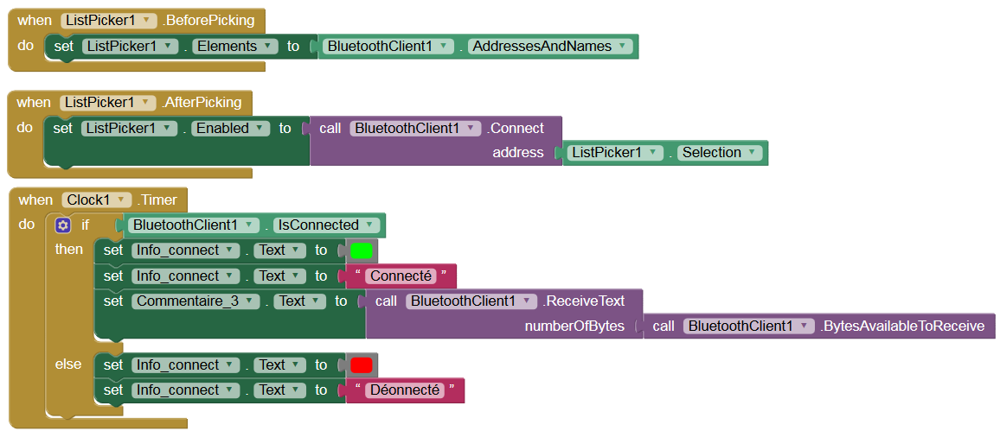 when ListPicker1 .BeforePicking
do set ListPicker1 . Elements to BluetoothClient1 . AddressesAndNames
when ListPicker1 .AfterPicking
do set ListPicker1 . Enabled to call BluetoothClient1 .Connect
address ListPicker1 . Selection
when Clock1 .Timer
do if BluetoothClient1 . IsConnected
then set Info_connect . Text to
set Info_connect . Text to “ Connecté ”
set Commentaire_3 . Text to call BluetoothClient1 .ReceiveText
numberOfBytes call BluetoothClient1 .BytesAvailableToReceive
else set Info_connect . Text to
set Info_connect . Text to “ Déonnecté ”